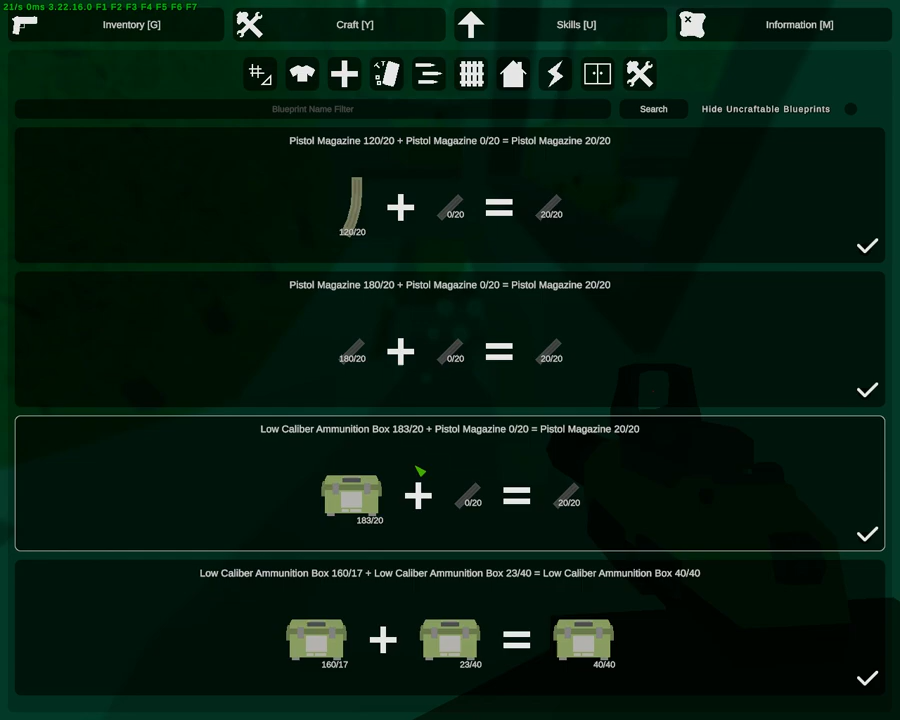 21/s 0ms 3.22.16.0 F1 F2 F3 F4 F5 F6 F7
Inventory [G]
Craft [Y]
Skills [U]
Information [M]
Blueprint Name Filter
Search
Hide Uncraftable Blueprints
Pistol Magazine 120/20 + Pistol Magazine 0/20 = Pistol Magazine 20/20
120/20
0/20
20/20
Pistol Magazine 180/20 + Pistol Magazine 0/20 = Pistol Magazine 20/20
180/20
0/20
20/20
Low Caliber Ammunition Box 183/20 + Pistol Magazine 0/20 = Pistol Magazine 20/20
183/20
0/20
20/20
Low Caliber Ammunition Box 160/17 + Low Caliber Ammunition Box 23/40 = Low Caliber Ammunition Box 40/40
160/17
23/40
40/40